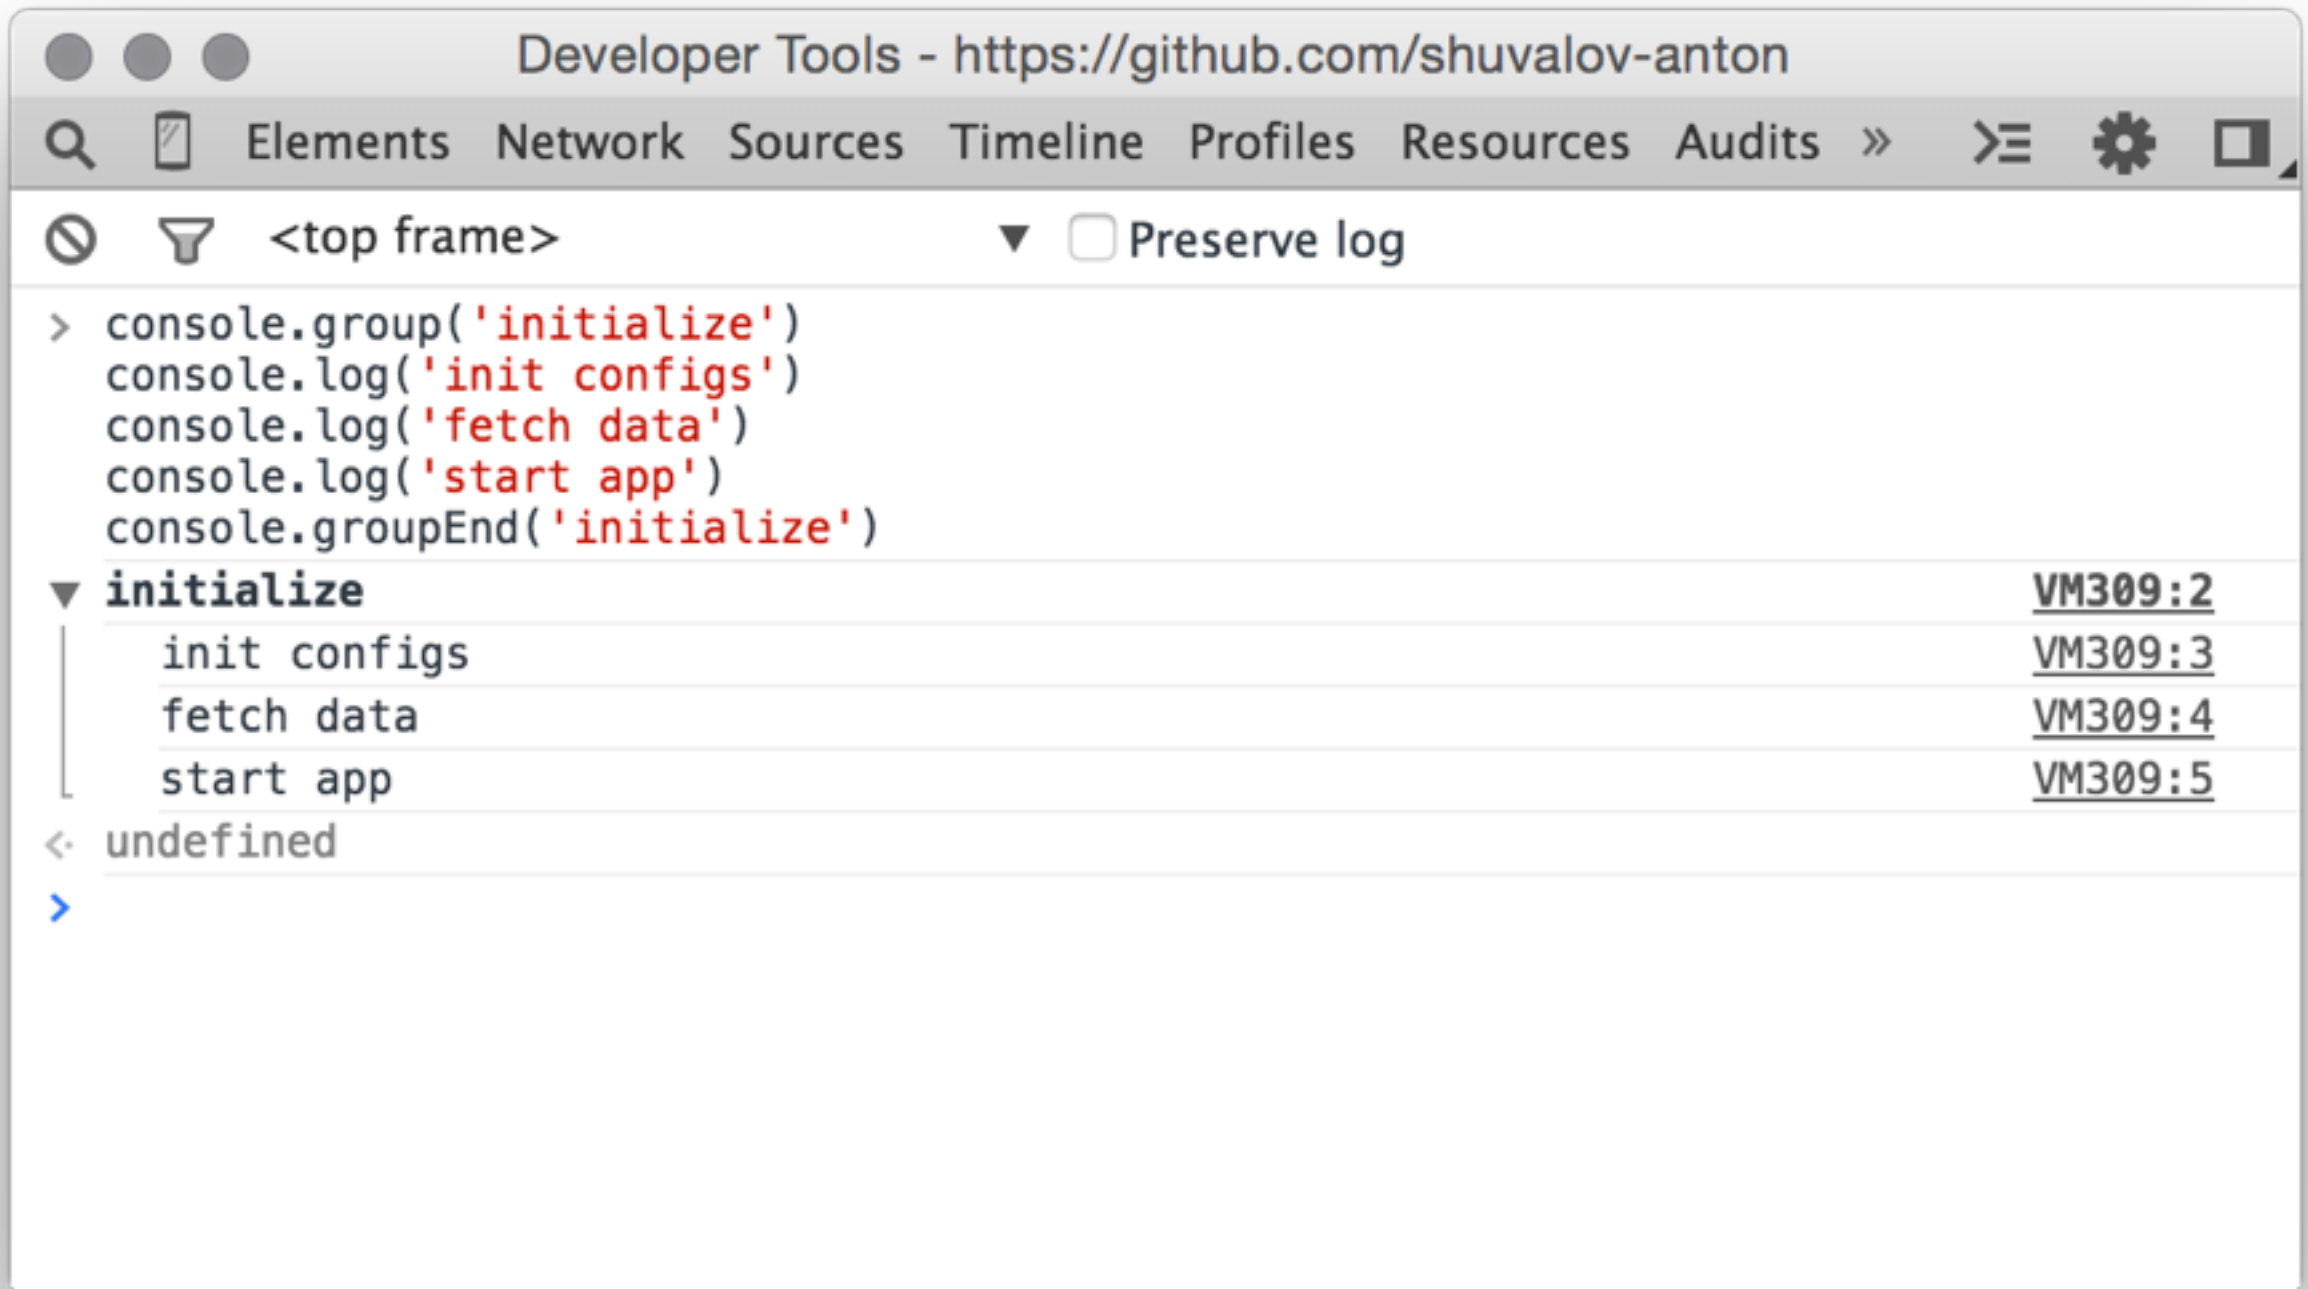 Developer Tools - https://github.com/shuvalov-anton
Elements Network Sources Timeline Profiles Resources Audits »
<top frame> ▼ Preserve log
> console.group('initialize')
console.log('init configs')
console.log('fetch data')
console.log('start app')
console.groupEnd('initialize')
▼ initialize VM309:2
init configs VM309:3
fetch data VM309:4
start app VM309:5
undefined
>